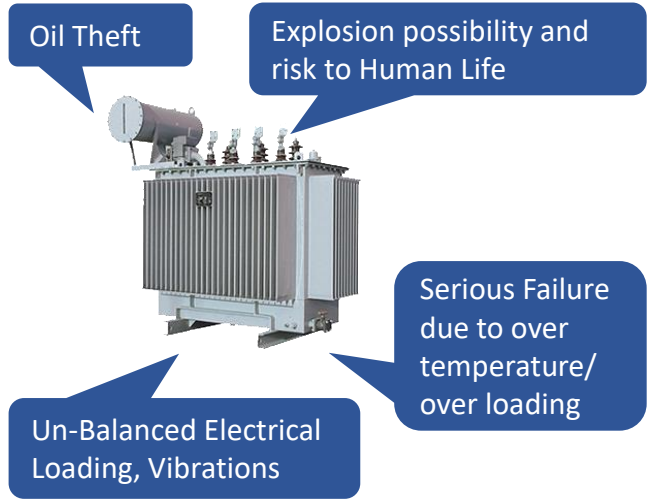 Oil Theft
Explosion possibility and
risk to Human Life
Serious Failure
due to over
temperature/
over loading
Un-Balanced Electrical
Loading, Vibrations